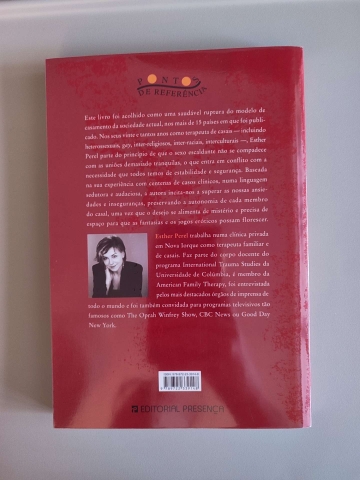 PONTO
DE REFERÊNCIA
Este livro foi acolhido como uma saudável ruptura do modelo de
casamento da sociedade actual, nos mais de 15 países em que foi publi-
cado. Nos seus vinte e tantos anos como terapeuta de casais — incluindo
heterossexuais, gay, inter-religiosos, inter-raciais, interculturais —, Esther
Perel parte do princípio de que o sexo escaldante não se compadece
com as uniões demasiado tranquilas, o que entra em conflito com a
necessidade que todos temos de estabilidade e segurança. Baseada
na sua experiência com centenas de casos clínicos, numa linguagem
sedutora e audaciosa, a autora incita-nos a superar as nossas ansie-
dades e inseguranças, preservando a autonomia de cada membro
do casal, uma vez que o desejo se alimenta de mistério e precisa de
espaço para que as fantasias e os jogos eróticos possam florescer.
Esther Perel trabalha numa clínica privada
em Nova Iorque como terapeuta familiar e
de casais. Faz parte do corpo docente do
programa International Trauma Studies da
Universidade de Colúmbia, é membro da
American Family Therapy, foi entrevistada
pelos mais destacados órgãos de imprensa de
todo o mundo e foi também convidada para programas televisivos tão
famosos como The Oprah Winfrey Show, CBC News ou Good Day
New York.
EDITORIAL PRESENÇA